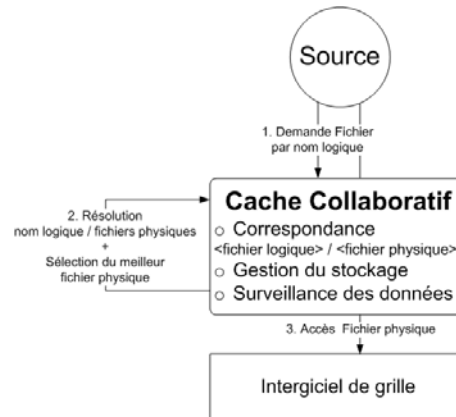 Source
1. Demande Fichier
par nom logique
2. Résolution
nom logique / fichiers physiques
+
Sélection du meilleur
fichier physique
Cache Collaboratif
○ Correspondance
<fichier logique> / <fichier physique>
○ Gestion du stockage
○ Surveillance des données
3. Accès Fichier physique
Intergiciel de grille